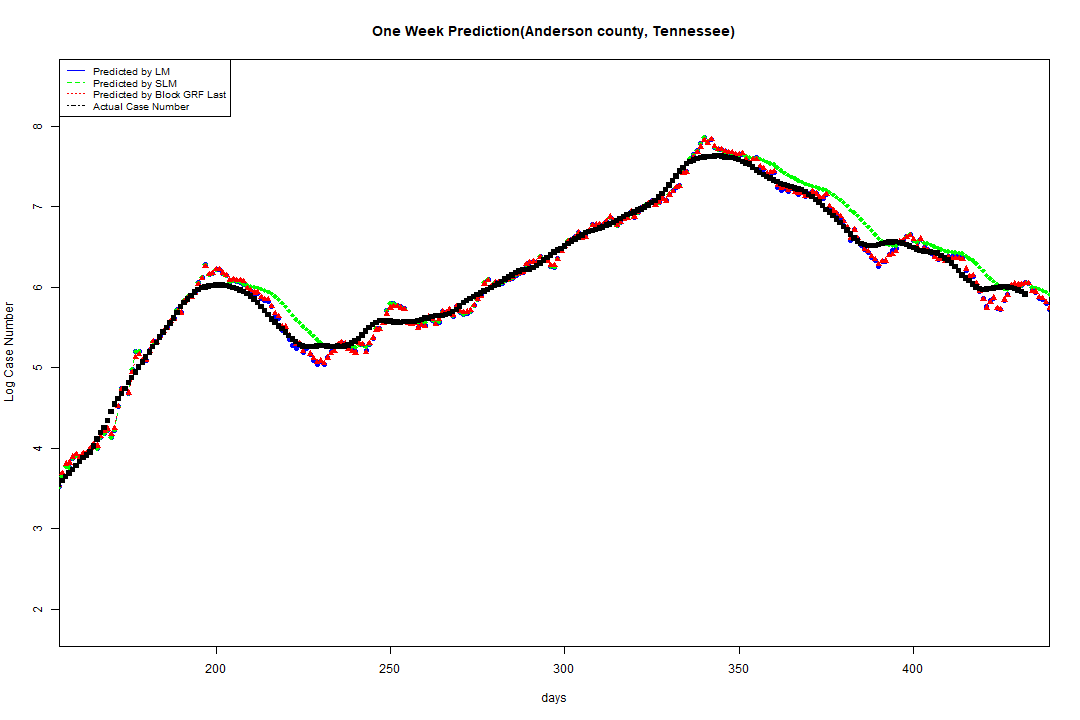 One Week Prediction(Anderson county, Tennessee)
Predicted by LM
Predicted by SLM
Predicted by Block GRF Last
Actual Case Number
8
7
6
5
4
3
2
Log Case Number
200 250 300 350 400
days